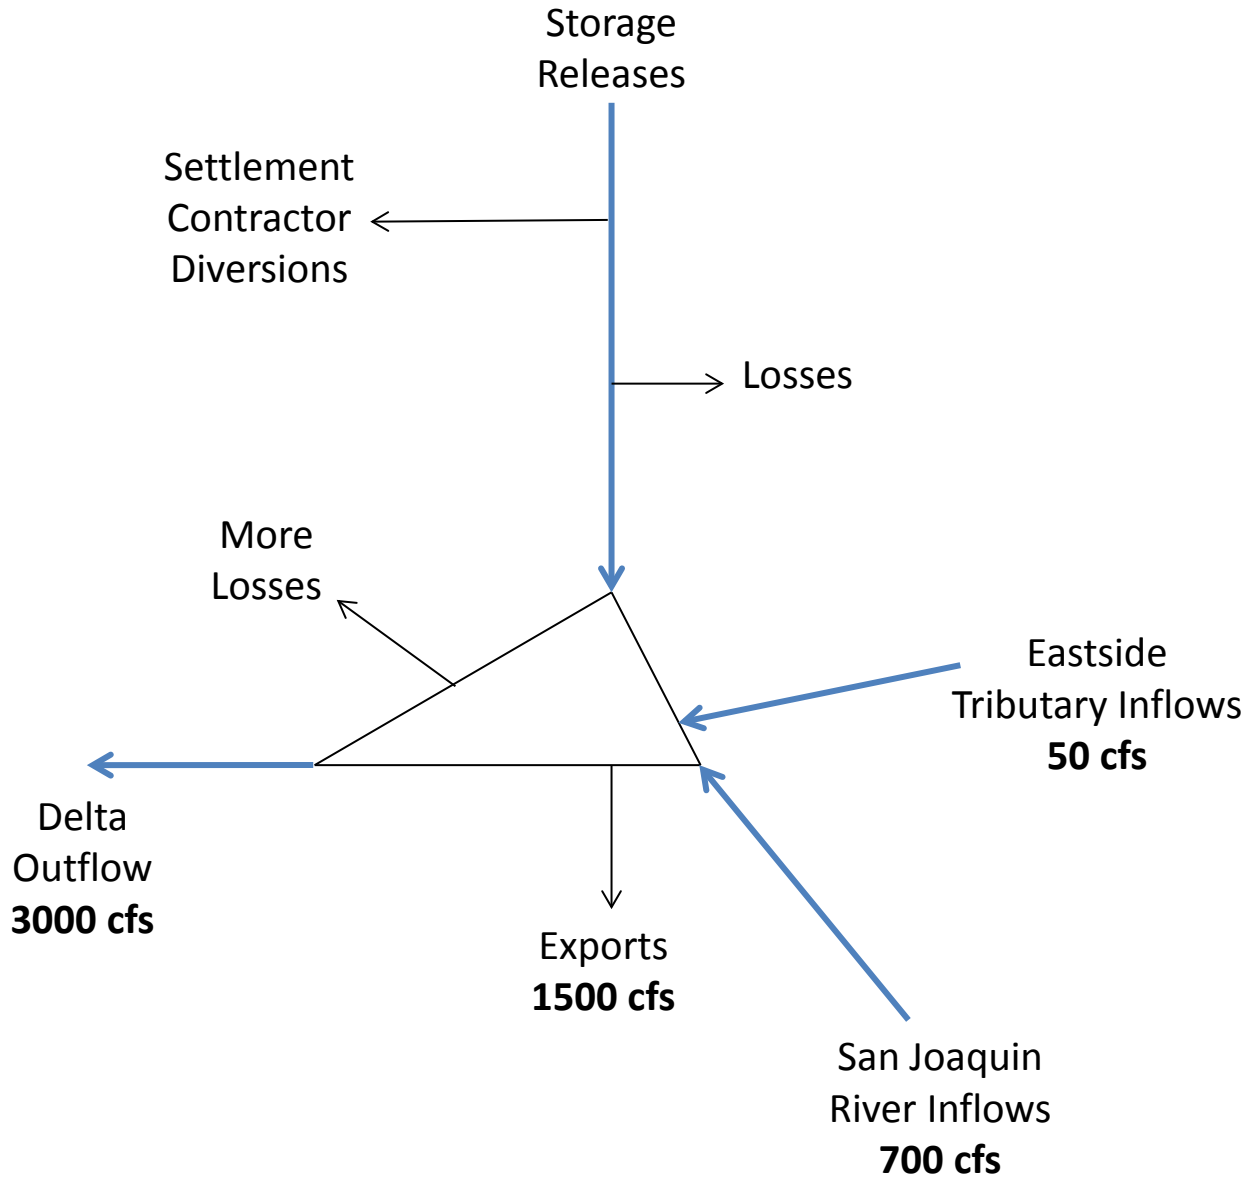 Storage
Releases
Settlement
Contractor
Diversions
Losses
More
Losses
Eastside
Tributary Inflows
50 cfs
Delta
Outflow
3000 cfs
Exports
1500 cfs
San Joaquin
River Inflows
700 cfs